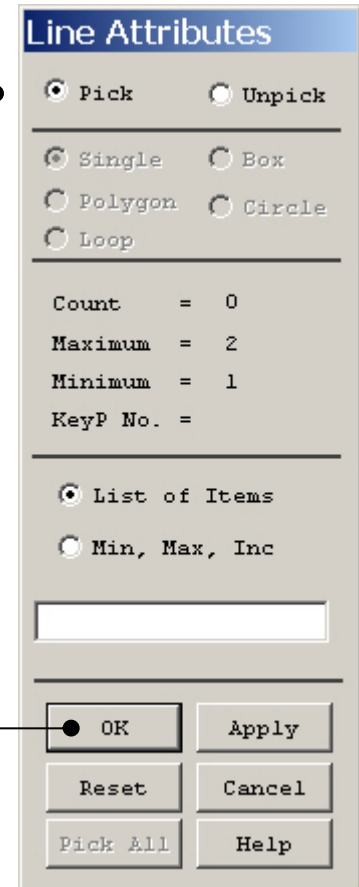 Line Attributes
Pick Unpick
Single Box
Polygon Circle
Loop
Count = 0
Maximum = 2
Minimum = 1
KeyP No. =
List of Items
Min, Max, Inc
OK Apply
Reset Cancel
Pick All Help